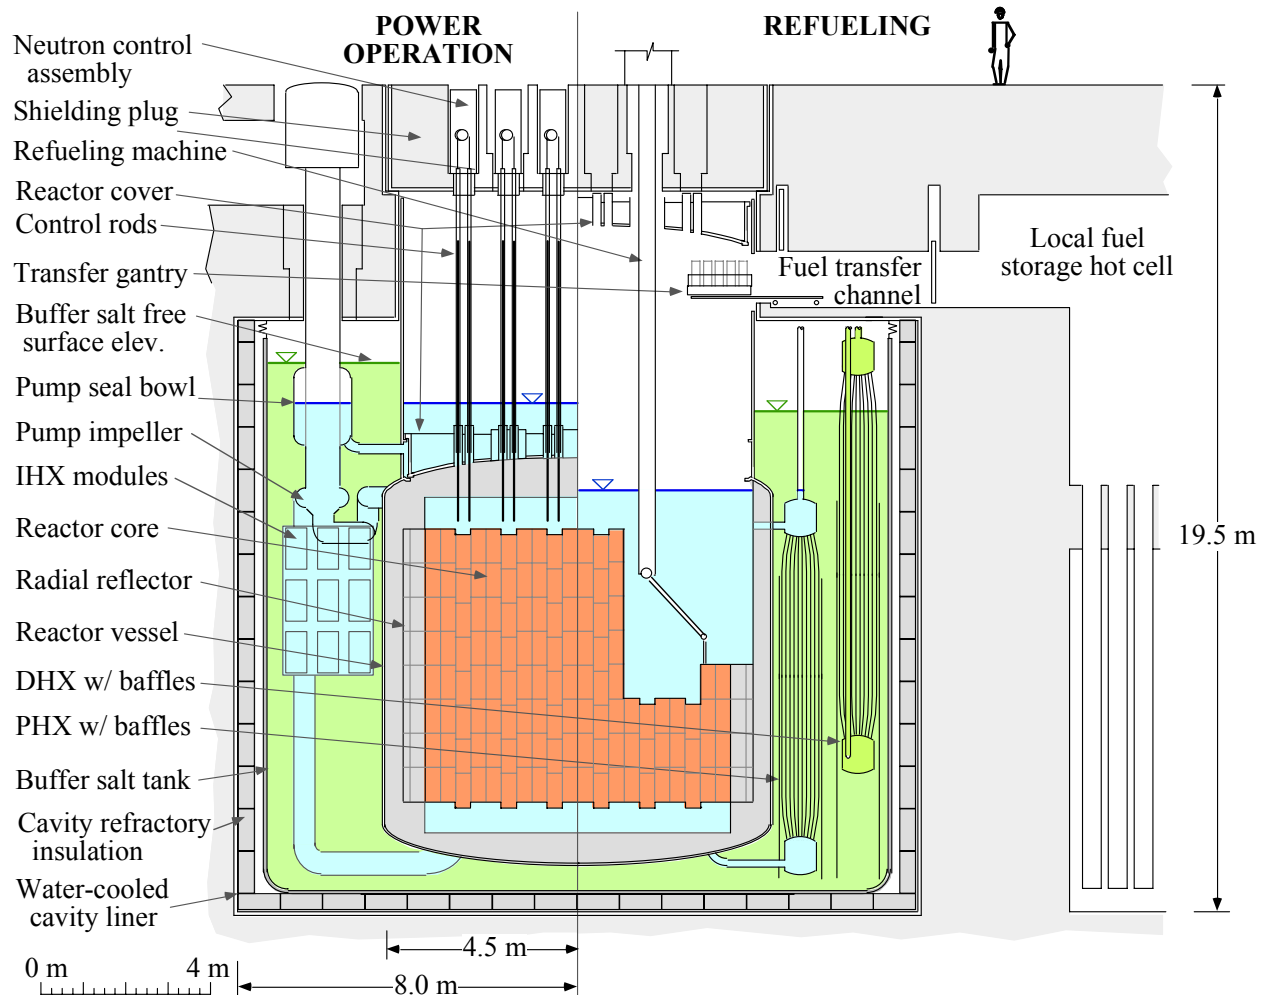 POWER
OPERATION
REFUELING
Neutron control
assembly
Shielding plug
Refueling machine
Reactor cover
Control rods
Transfer gantry
Buffer salt free
surface elev.
Pump seal bowl
Pump impeller
IHX modules
Reactor core
Radial reflector
Reactor vessel
DHX w/ baffles
PHX w/ baffles
Buffer salt tank
Cavity refractory
insulation
Water-cooled
cavity liner
Fuel transfer
channel
Local fuel
storage hot cell
19.5 m
4.5 m
8.0 m
0 m
4 m